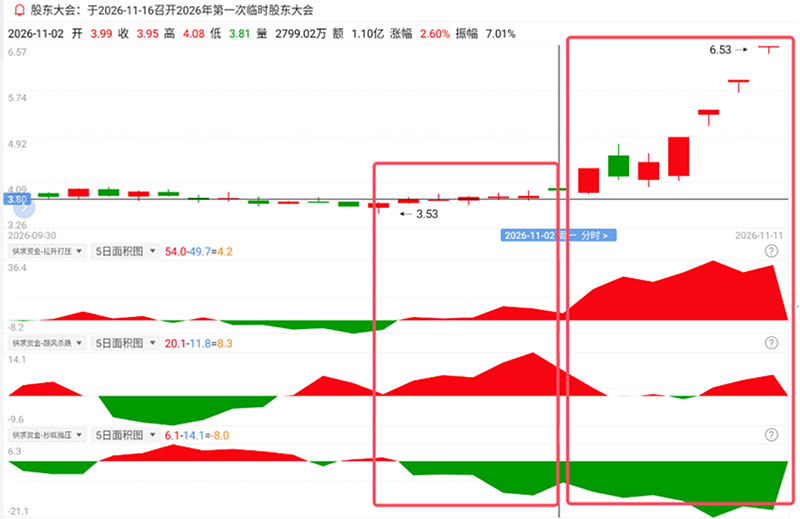 股东大会：于2026-11-16召开2026年第一次临时股东大会
2026-11-02 开 3.99 收 3.95 高 4.08 低 3.81 量 2799.02万 额 1.10亿 涨幅 2.60% 振幅 7.01%
6.57
6.53
5.74
4.92
4.09
3.80
3.53
3.26
2026-09-30
2026-11-02 周一 分时 >
2026-11-11
供求资金-拉升打压 5日面积图 54.0-49.7=4.2
36.4
-8.2
供求资金-跟风杀跌 5日面积图 20.1-11.8=8.3
14.1
-9.6
供求资金-抄底抛压 5日面积图 6.1-14.1=-8.0
6.3
-21.1